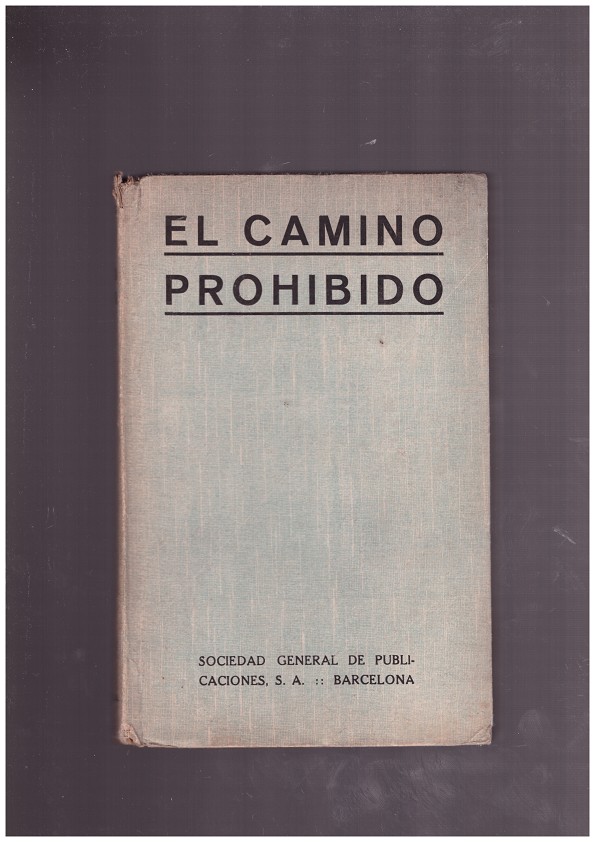 EL CAMINO
PROHIBIDO
SOCIEDAD GENERAL DE PUBLI-
CACIONES, S. A. :: BARCELONA